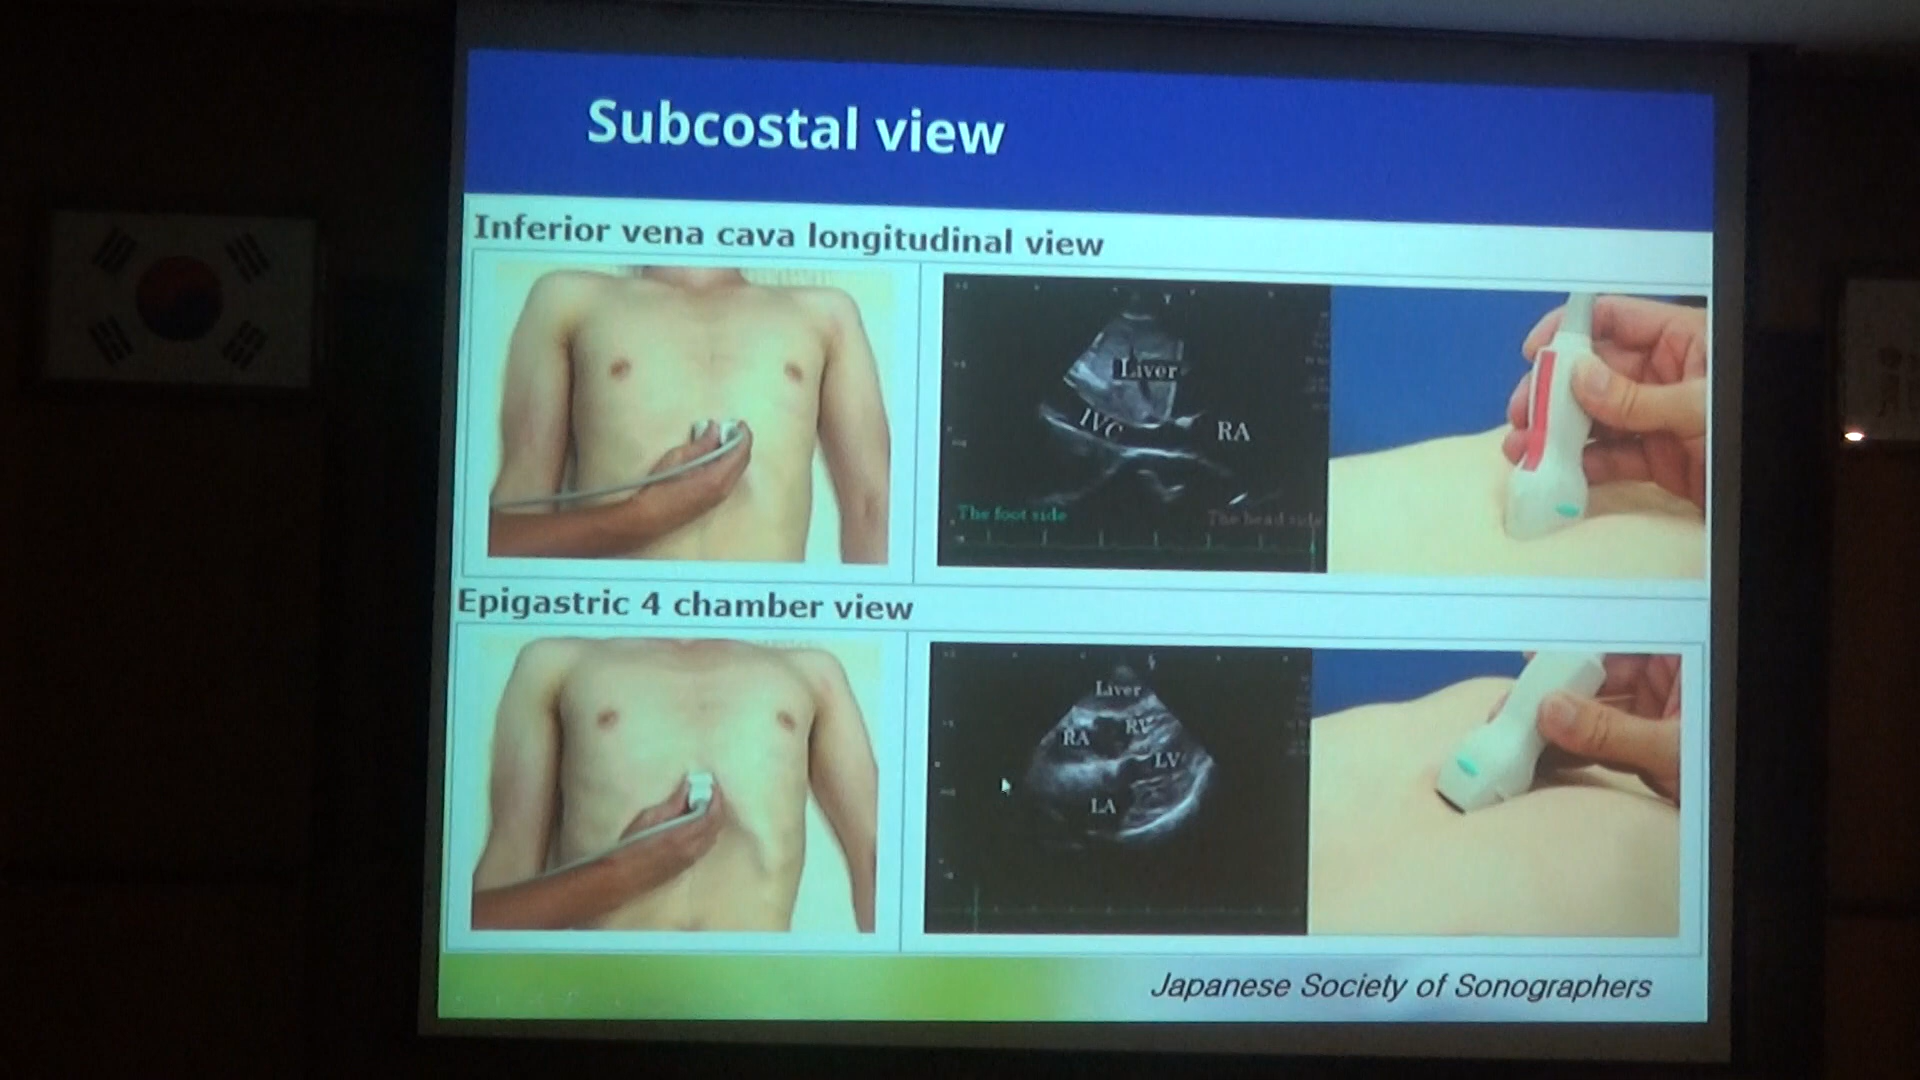 Subcostal view
Inferior vena cava longitudinal view
Liver
IVC
RA
The foot side
The head side
Epigastric 4 chamber view
Liver
RA
RV
LV
LA
Japanese Society of Sonographers